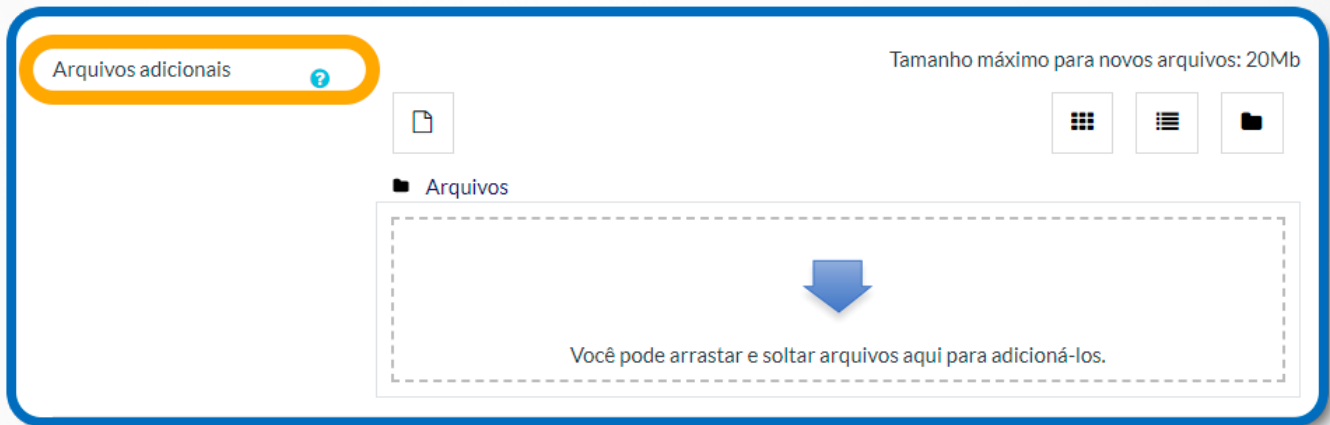 Arquivos adicionais
Tamanho máximo para novos arquivos: 20Mb
Arquivos
Você pode arrastar e soltar arquivos aqui para adicioná-los.